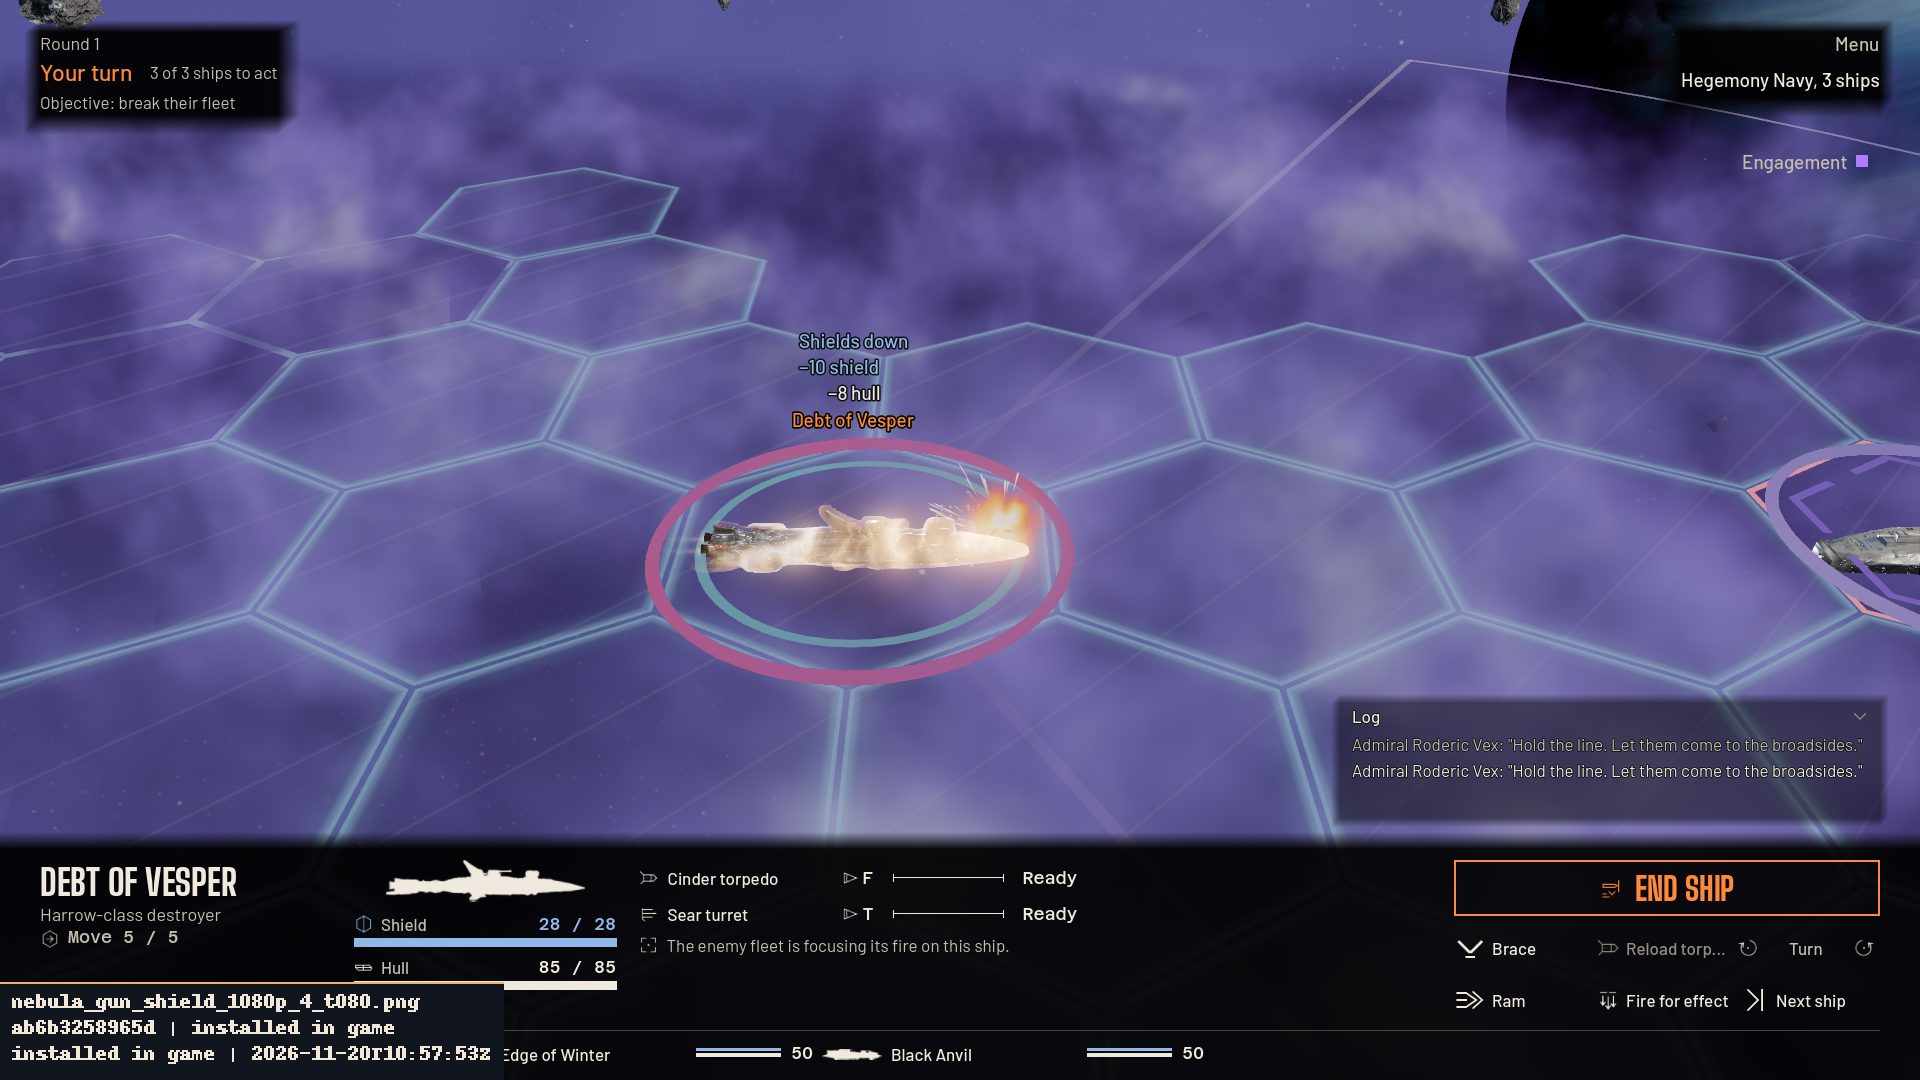 Round 1
Your turn 3 of 3 ships to act
Objective: break their fleet
Menu
Hegemony Navy, 3 ships
Engagement
Shields down
−10 shield
−8 hull
Debt of Vesper
Log
Admiral Roderic Vex: "Hold the line. Let them come to the broadsides."
Admiral Roderic Vex: "Hold the line. Let them come to the broadsides."
DEBT OF VESPER
Harrow-class destroyer
Move 5 / 5
Shield 28 / 28
Hull 85 / 85
Cinder torpedo F Ready
Sear turret T Ready
The enemy fleet is focusing its fire on this ship.
END SHIP
Brace Reload torp... Turn
Ram Fire for effect Next ship
nebula_gun_shield_1080p_4_t080.png
ab6b3258965d | installed in game
installed in game | 2026-11-20T10:57:53Z
Edge of Winter 50 Black Anvil 50